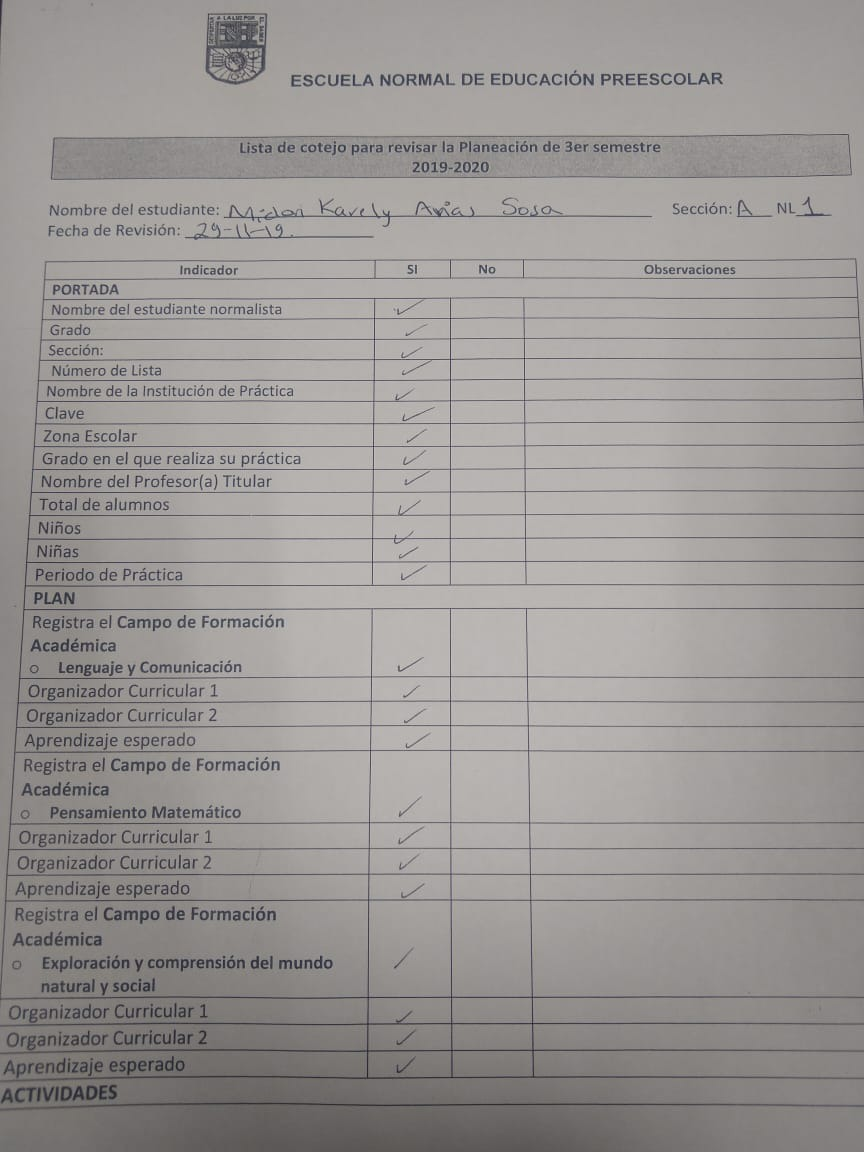 ESCUELA NORMAL DE EDUCACIÓN PREESCOLAR
Lista de cotejo para revisar la Planeación de 3er semestre
2019-2020
Nombre del estudiante: Karely Arias Sosa Sección: A NL 1
Fecha de Revisión: 29-11-19.
Indicador SI No Observaciones
PORTADA
Nombre del estudiante normalista ✓
Grado ✓
Sección: ✓
Número de Lista ✓
Nombre de la Institución de Práctica ✓
Clave ✓
Zona Escolar ✓
Grado en el que realiza su práctica ✓
Nombre del Profesor(a) Titular ✓
Total de alumnos ✓
Niños ✓
Niñas ✓
Periodo de Práctica ✓
PLAN
Registra el Campo de Formación
Académica
o Lenguaje y Comunicación ✓
Organizador Curricular 1 ✓
Organizador Curricular 2 ✓
Aprendizaje esperado ✓
Registra el Campo de Formación
Académica
o Pensamiento Matemático ✓
Organizador Curricular 1 ✓
Organizador Curricular 2 ✓
Aprendizaje esperado ✓
Registra el Campo de Formación
Académica
o Exploración y comprensión del mundo ✓
natural y social
Organizador Curricular 1 ✓
Organizador Curricular 2 ✓
Aprendizaje esperado ✓
ACTIVIDADES